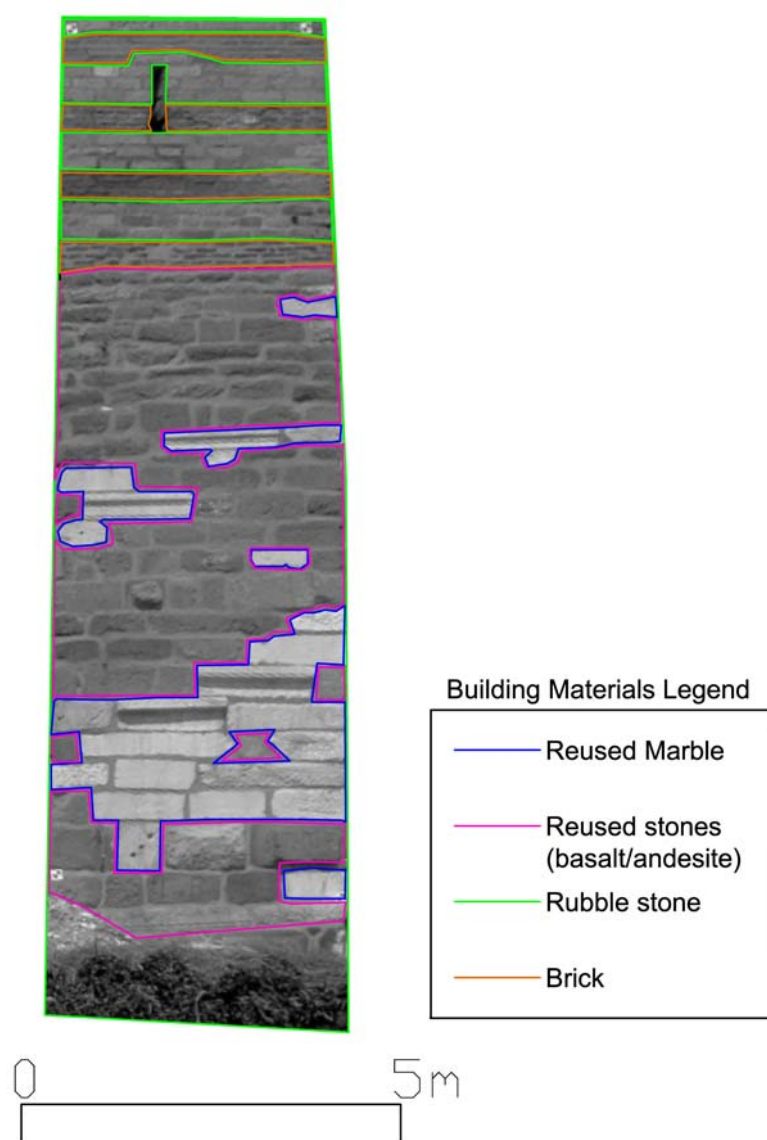 Building Materials Legend
Reused Marble
Reused stones
(basalt/andesite)
Rubble stone
Brick
0 5m